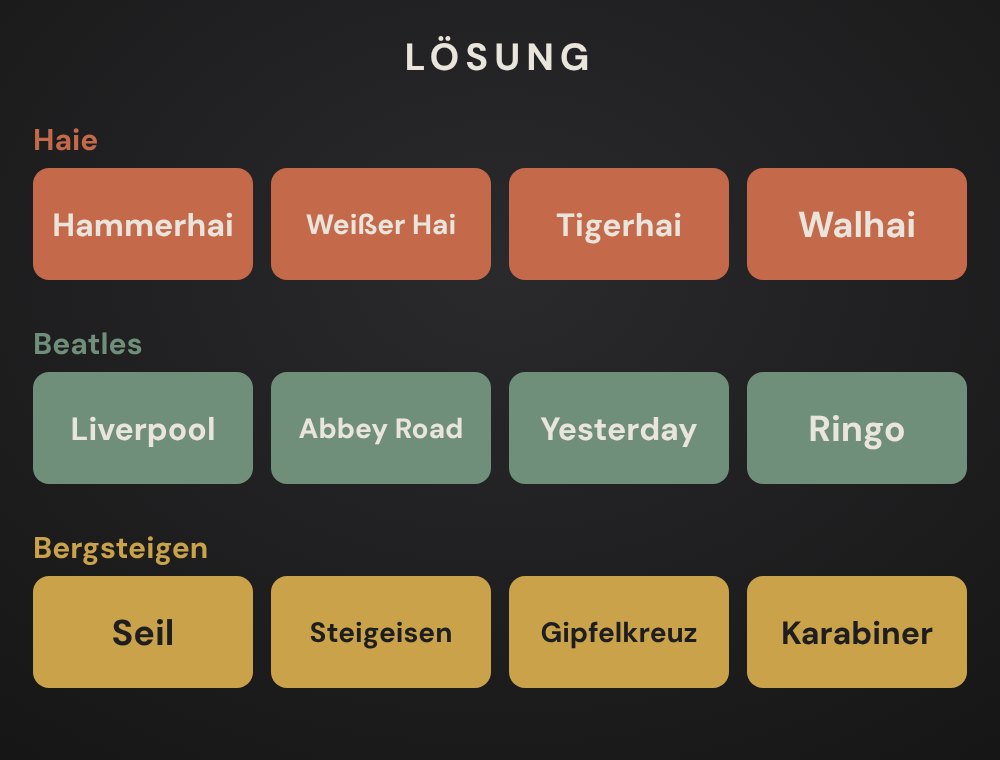 LÖSUNG
Haie
Hammerhai Weißer Hai Tigerhai Walhai
Beatles
Liverpool Abbey Road Yesterday Ringo
Bergsteigen
Seil Steigeisen Gipfelkreuz Karabiner